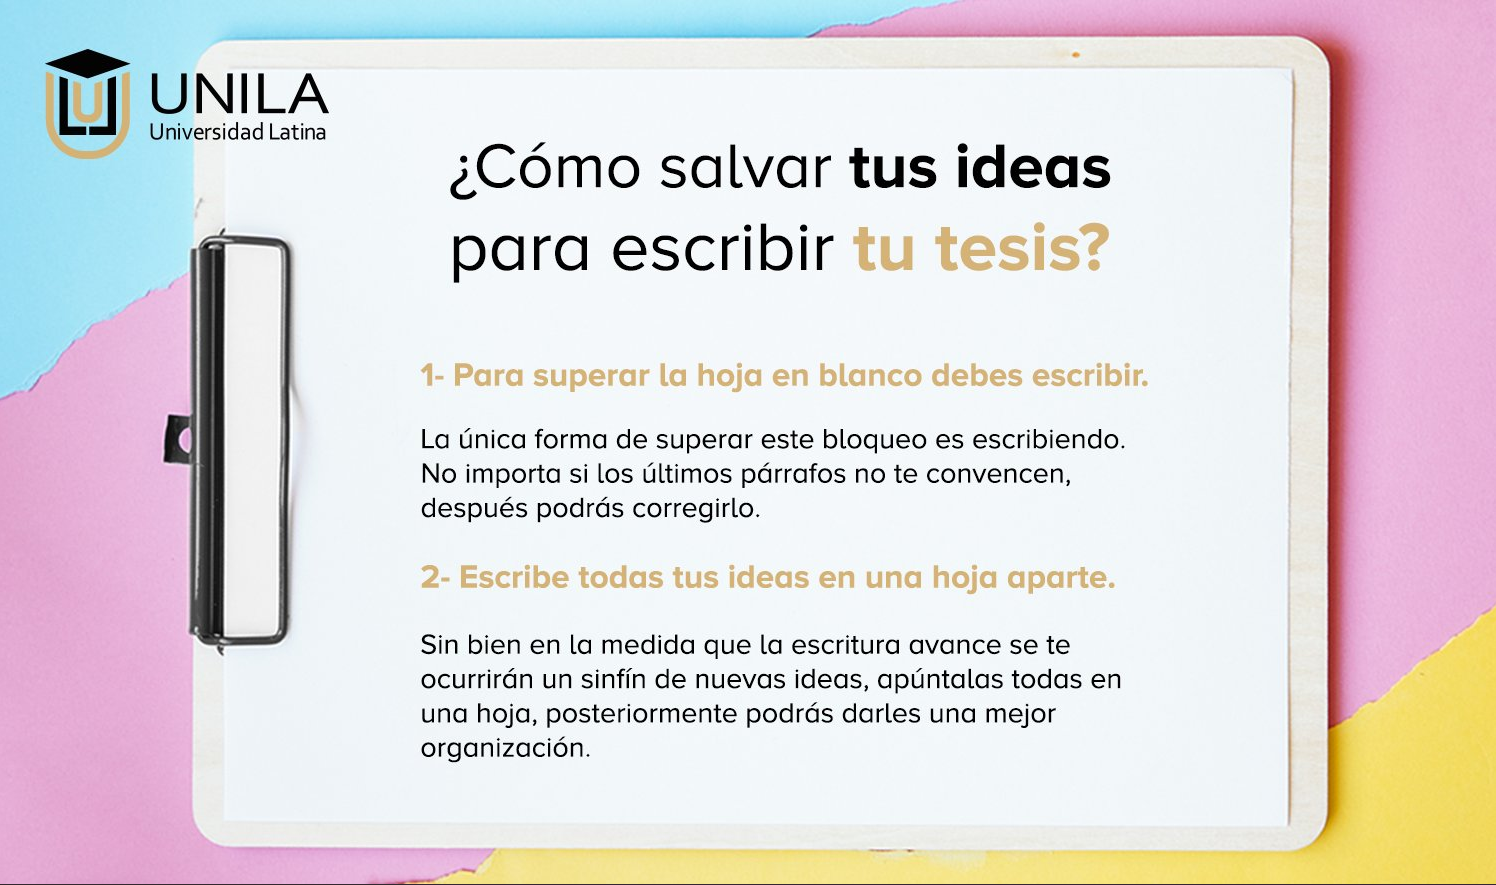 UNILA
Universidad Latina
¿Cómo salvar tus ideas
para escribir tu tesis?
1- Para superar la hoja en blanco debes escribir.
La única forma de superar este bloqueo es escribiendo.
No importa si los últimos párrafos no te convencen,
después podrás corregirlo.
2- Escribe todas tus ideas en una hoja aparte.
Sin bien en la medida que la escritura avance se te
ocurrirán un sinfín de nuevas ideas, apúntalas todas en
una hoja, posteriormente podrás darles una mejor
organización.